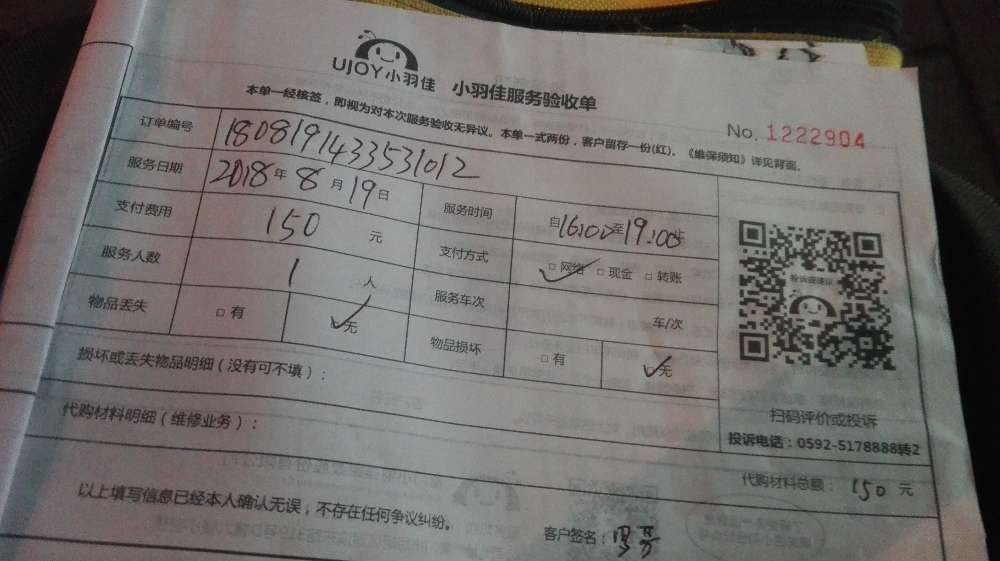 UJOY小羽佳 小羽佳服务验收单
本单一经核签，即视为对本次服务验收无异议。本单一式两份，客户留存一份(红)。《维保须知》详见背面。
No. 1222904
订单编号 1808191433531012
服务日期 2018年8月19日 服务时间 自16:00至19:00止
支付费用 150 元 支付方式 □网络 □现金 □转账
服务人数 1 人 服务车次 车/次
物品丢失 □有 无 物品损坏 □有 无
损坏或丢失物品明细（没有可不填）：
扫码评价或投诉
代购材料明细（维修业务）：
投诉电话：0592-5178888转2
代购材料总额：150 元
以上填写信息已经本人确认无误，不存在任何争议纠纷。
客户签名：